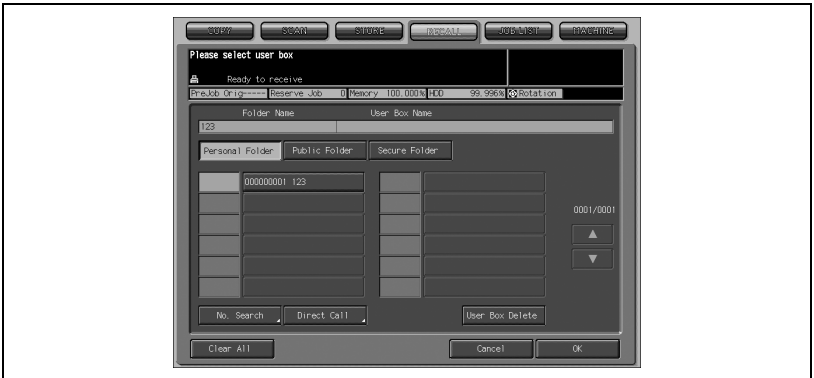 COPY SCAN STORE RECALL JOB LIST MACHINE
Please select user box
Ready to receive
PreJob Orig----- Reserve Job 0 Memory 100.000% HDD 99.996% Rotation
Folder Name User Box Name
123
Personal Folder Public Folder Secure Folder
000000001 123
0001/0001
No. Search Direct Call User Box Delete
Clear All Cancel OK